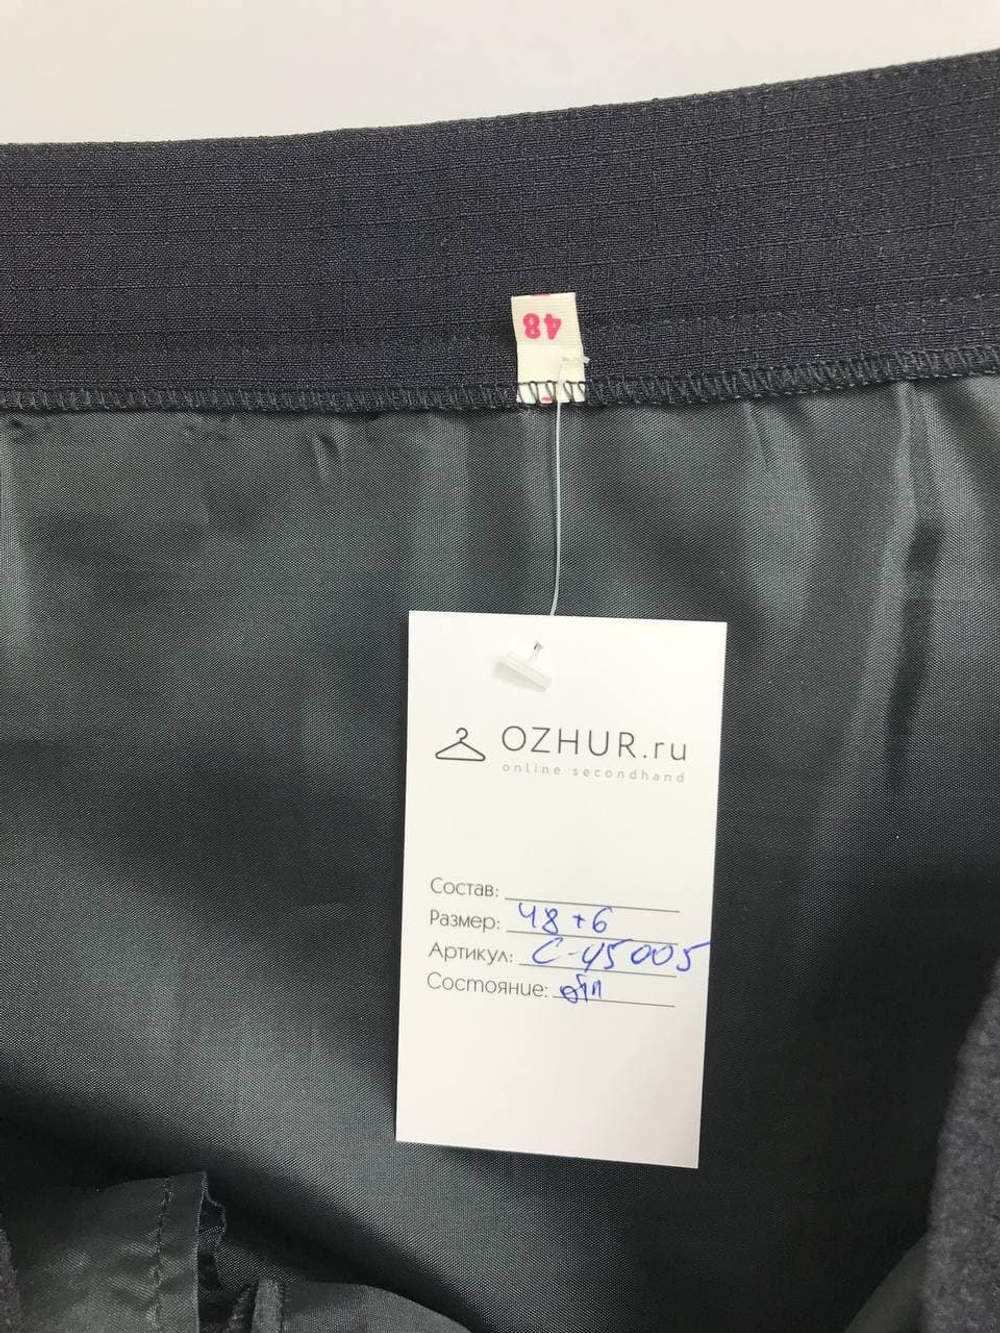 48
OZHUR.ru
online secondhand
Состав:
Размер: 48+6
Артикул: С-45005
Состояние: